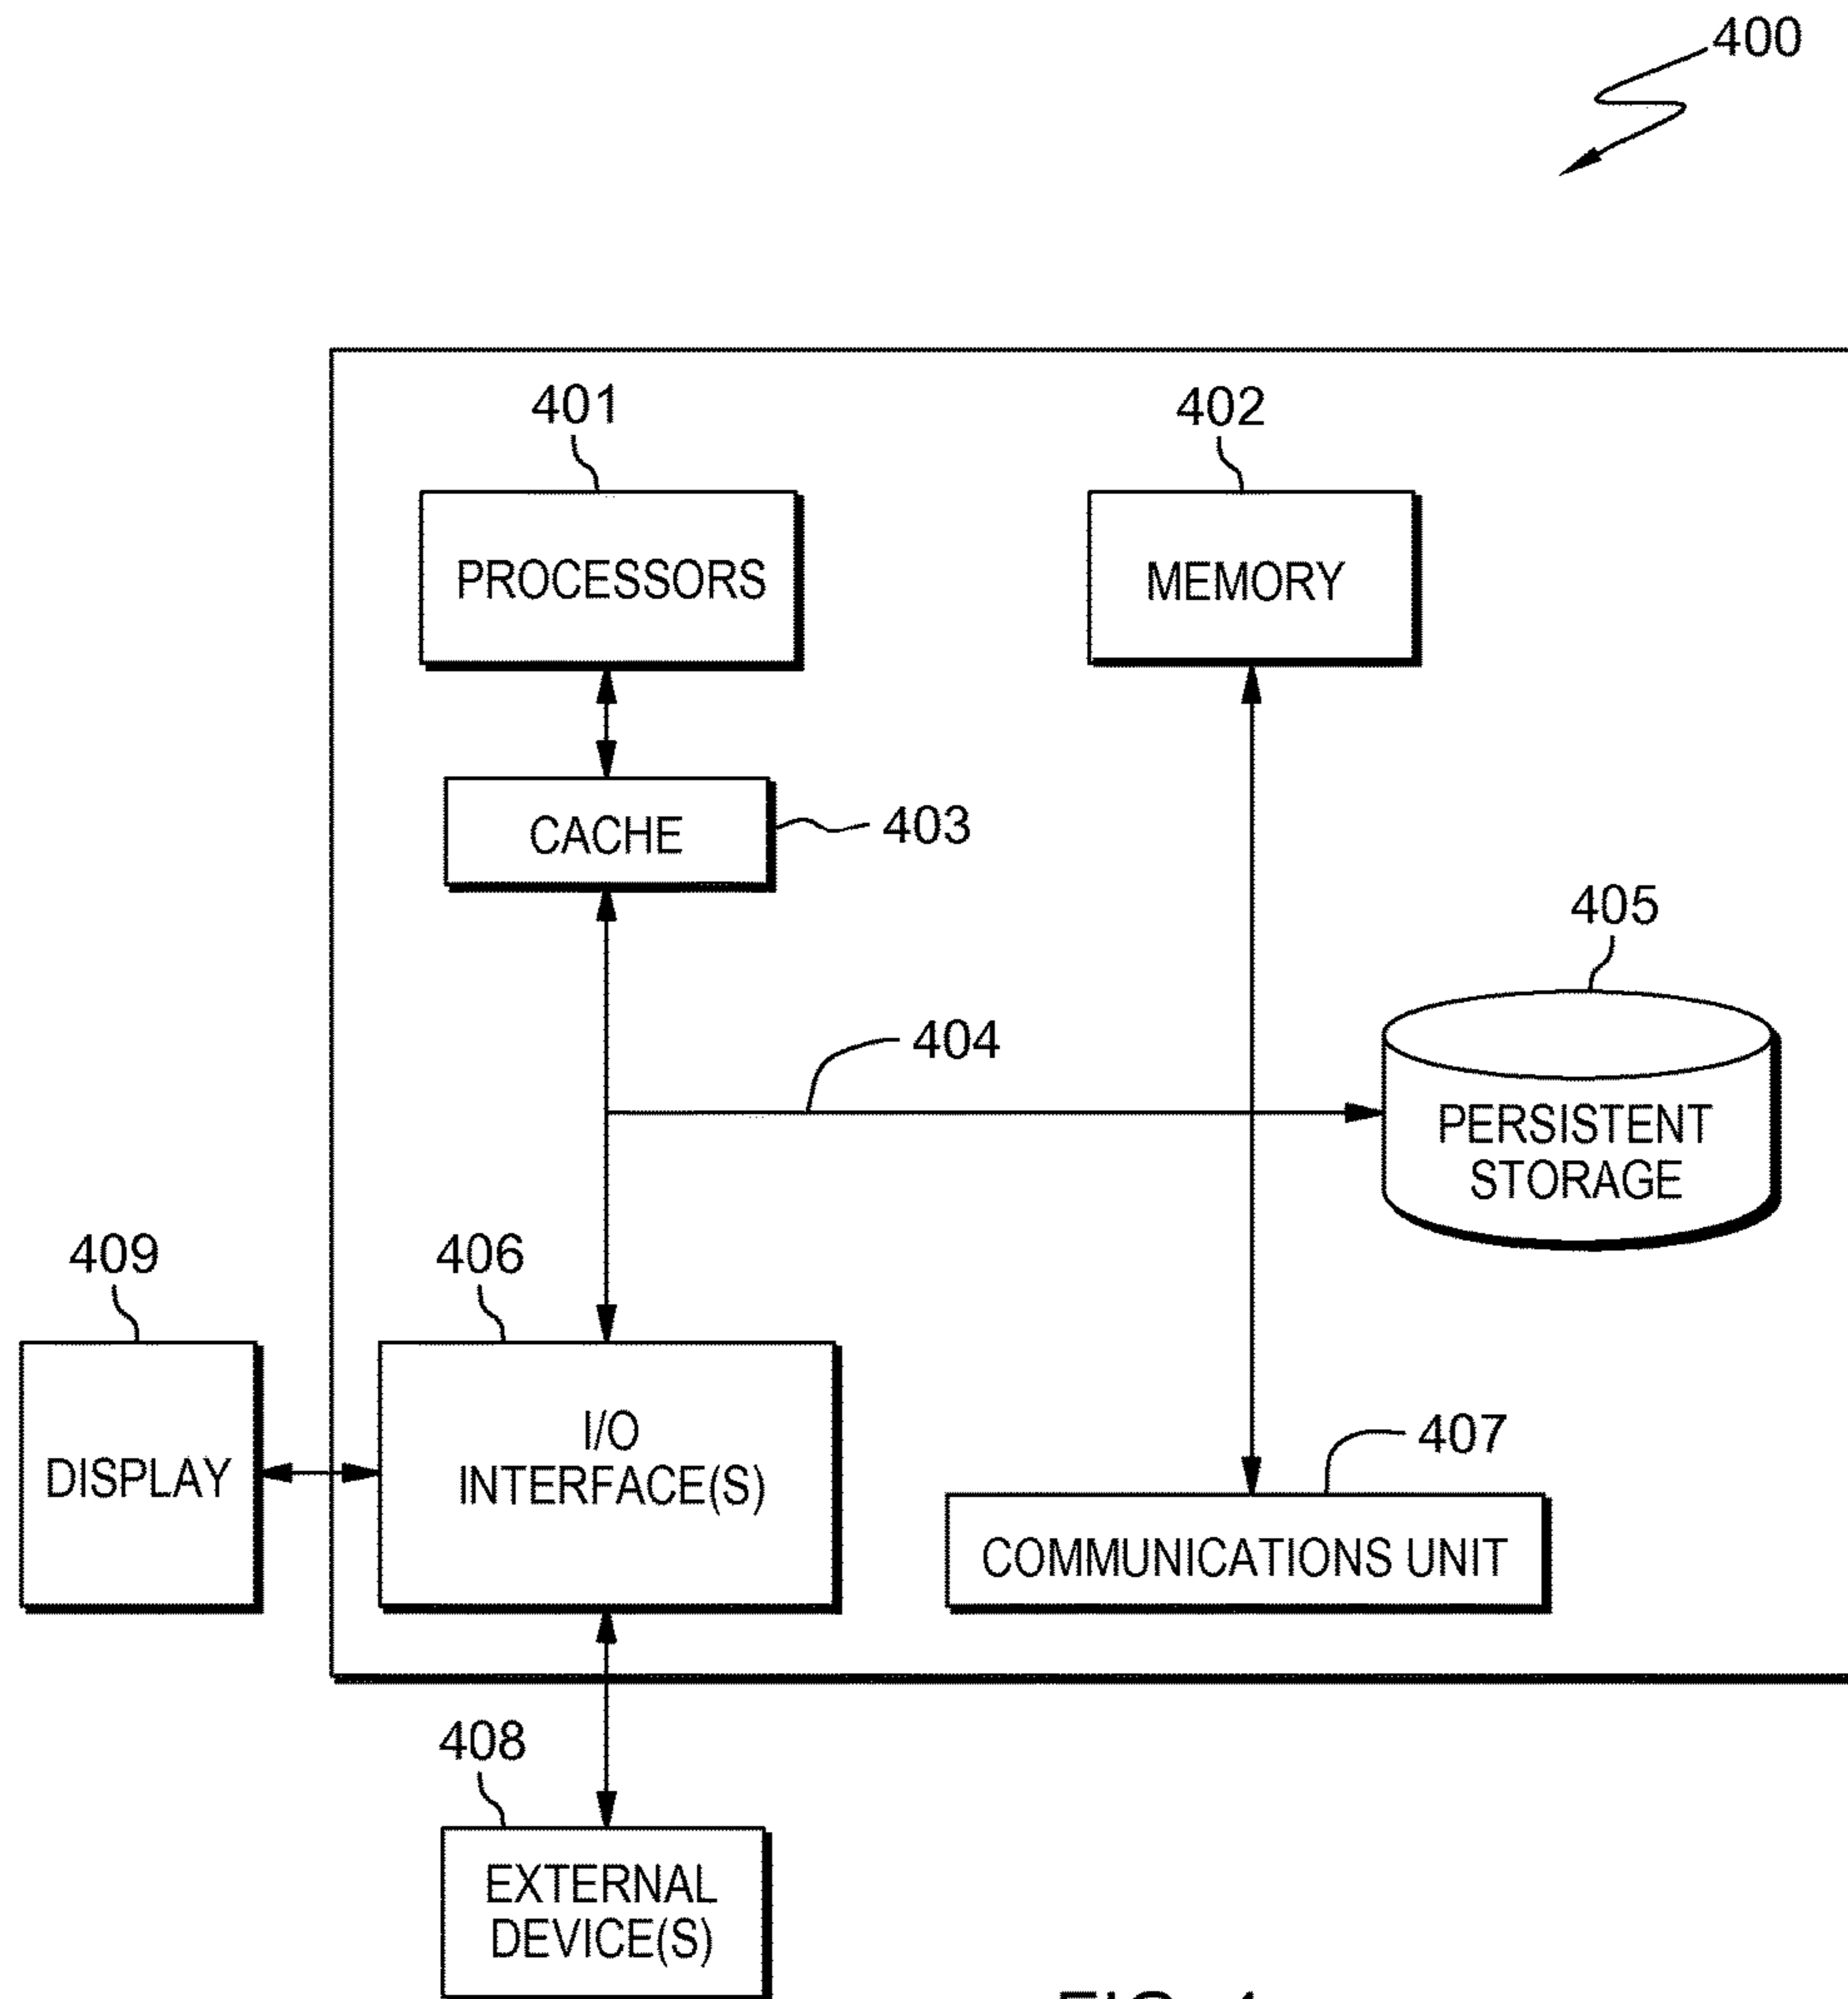 400
401
402
PROCESSORS
MEMORY
CACHE
403
405
404
PERSISTENT
STORAGE
409
406
I/O
INTERFACE(S)
DISPLAY
407
COMMUNICATIONS UNIT
408
EXTERNAL
DEVICE(S)